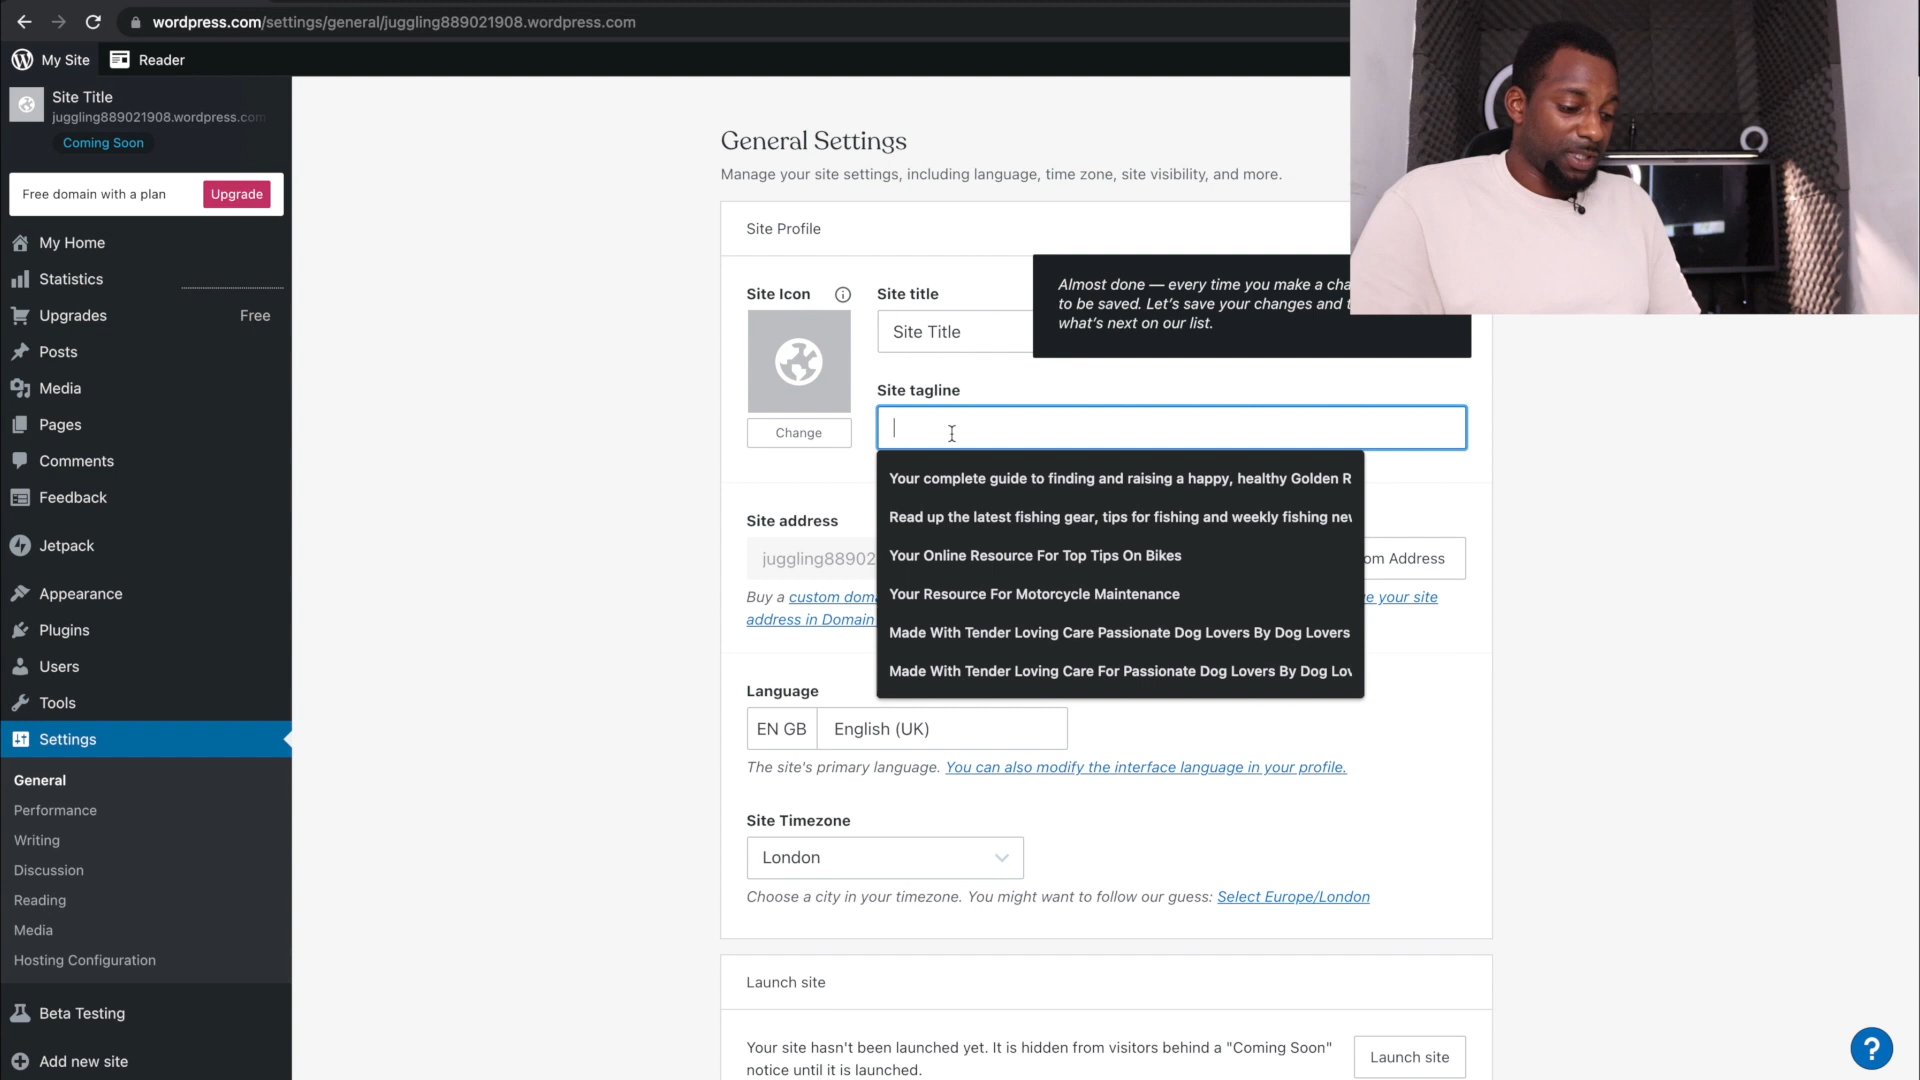 wordpress.com/settings/general/juggling889021908.wordpress.com
My Site
Reader
Site Title
juggling889021908.wordpress.com
Coming Soon
Free domain with a plan
Upgrade
My Home
Statistics
Upgrades
Free
Posts
Media
Pages
Comments
Feedback
Jetpack
Appearance
Plugins
Users
Tools
Settings
General
Performance
Writing
Discussion
Reading
Media
Hosting Configuration
Beta Testing
Add new site
General Settings
Manage your site settings, including language, time zone, site visibility, and more.
Site Profile
Site Icon
Change
Site title
Site Title
Almost done — every time you make a cha
to be saved. Let's save your changes and
what's next on our list.
Site tagline
Your complete guide to finding and raising a happy, healthy Golden R
Read up the latest fishing gear, tips for fishing and weekly fishing nev
Your Online Resource For Top Tips On Bikes
Your Resource For Motorcycle Maintenance
Made With Tender Loving Care Passionate Dog Lovers By Dog Lovers
Made With Tender Loving Care For Passionate Dog Lovers By Dog Lov
Site address
juggling88902
om Address
Buy a custom doma
e your site
address in Domain
Language
EN GB
English (UK)
The site's primary language. You can also modify the interface language in your profile.
Site Timezone
London
Choose a city in your timezone. You might want to follow our guess: Select Europe/London
Launch site
Your site hasn't been launched yet. It is hidden from visitors behind a "Coming Soon"
notice until it is launched.
Launch site
?